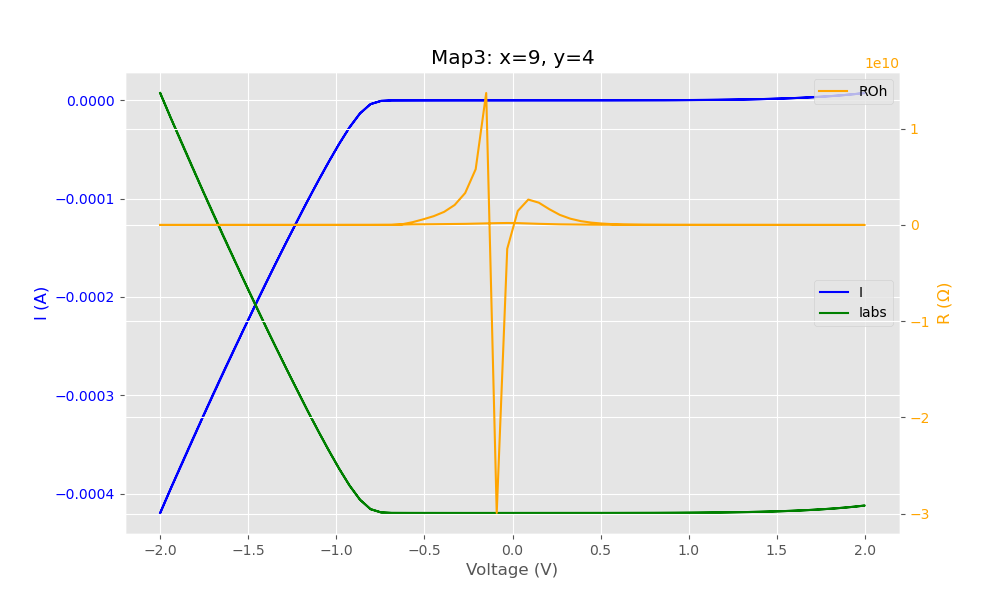 Map3: x=9, y=4
1e10
ROh
I
Iabs
I (A)
0.0000
−0.0001
−0.0002
−0.0003
−0.0004
R (Ω)
1
0
−1
−2
−3
−2.0 −1.5 −1.0 −0.5 0.0 0.5 1.0 1.5 2.0
Voltage (V)